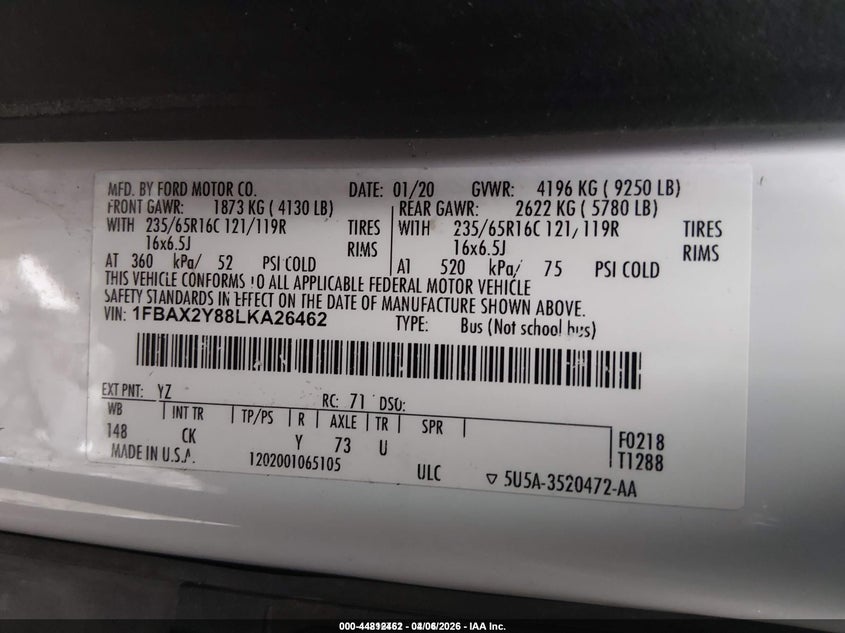 MFD. BY FORD MOTOR CO. DATE: 01/20 GVWR: 4196 KG ( 9250 LB)
FRONT GAWR: 1873 KG ( 4130 LB) REAR GAWR: 2622 KG ( 5780 LB)
WITH 235/65R16C 121/119R TIRES WITH 235/65R16C 121/119R TIRES
16x6.5J RIMS 16x6.5J RIMS
AT 360 kPa/ 52 PSI COLD AT 520 kPa/ 75 PSI COLD
THIS VEHICLE CONFORMS TO ALL APPLICABLE FEDERAL MOTOR VEHICLE
SAFETY STANDARDS IN EFFECT ON THE DATE OF MANUFACTURE SHOWN ABOVE.
VIN: 1FBAX2Y88LKA26462 TYPE: Bus (Not school bus)
EXT PNT: YZ RC: 71 DSO:
WB INT TR TP/PS R AXLE TR SPR
148 CK Y 73 U F0218
MADE IN U.S.A. 1202001065105 T1288
ULC ▽ 5U5A-3520472-AA
06/2026 - IAA Inc.